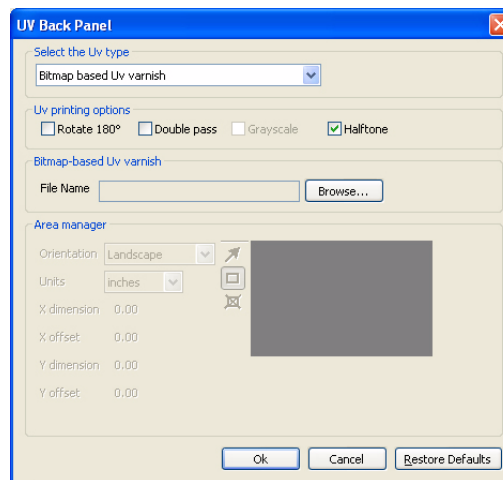 UV Back Panel
Select the Uv type
Bitmap based Uv varnish
Uv printing options
Rotate 180° Double pass Grayscale Halftone
Bitmap-based Uv varnish
File Name Browse...
Area manager
Orientation Landscape
Units inches
X dimension 0.00
X offset 0.00
Y dimension 0.00
Y offset 0.00
Ok Cancel Restore Defaults